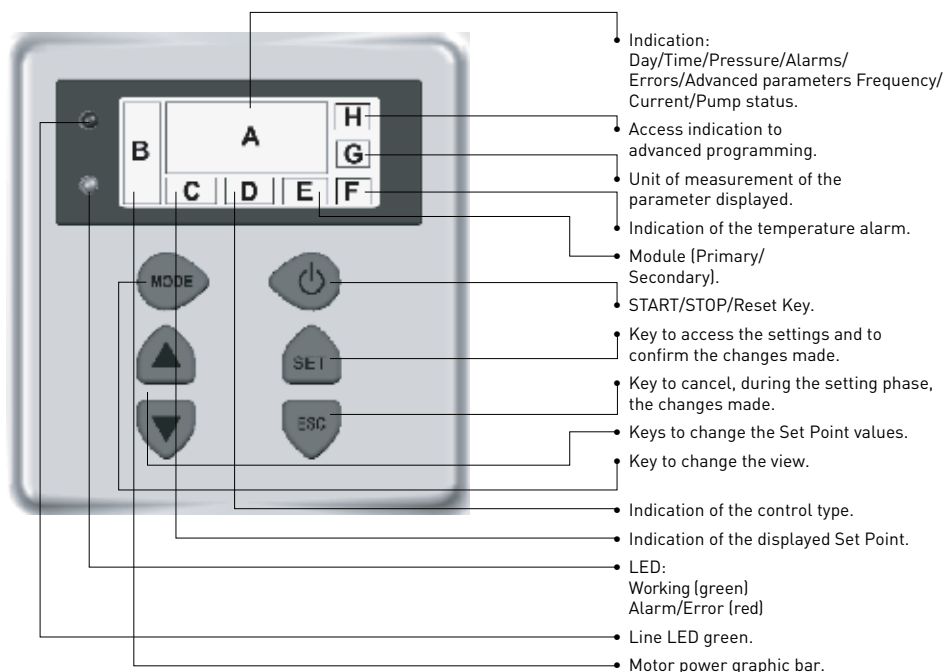 Indication:
Day/Time/Pressure/Alarms/
Errors/Advanced parameters Frequency/
Current/Pump status.
Access indication to
advanced programming.
Unit of measurement of the
parameter displayed.
Indication of the temperature alarm.
Module (Primary/
Secondary).
START/STOP/Reset Key.
Key to access the settings and to
confirm the changes made.
Key to cancel, during the setting phase,
the changes made.
Keys to change the Set Point values.
Key to change the view.
Indication of the control type.
Indication of the displayed Set Point.
LED:
Working (green)
Alarm/Error (red)
Line LED green.
Motor power graphic bar.
A
B
C
D
E
F
G
H
MODE
SET
ESC